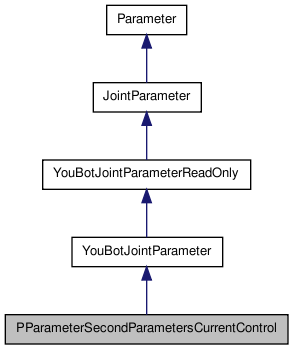 Parameter
JointParameter
YouBotJointParameterReadOnly
YouBotJointParameter
PParameterSecondParametersCurrentControl